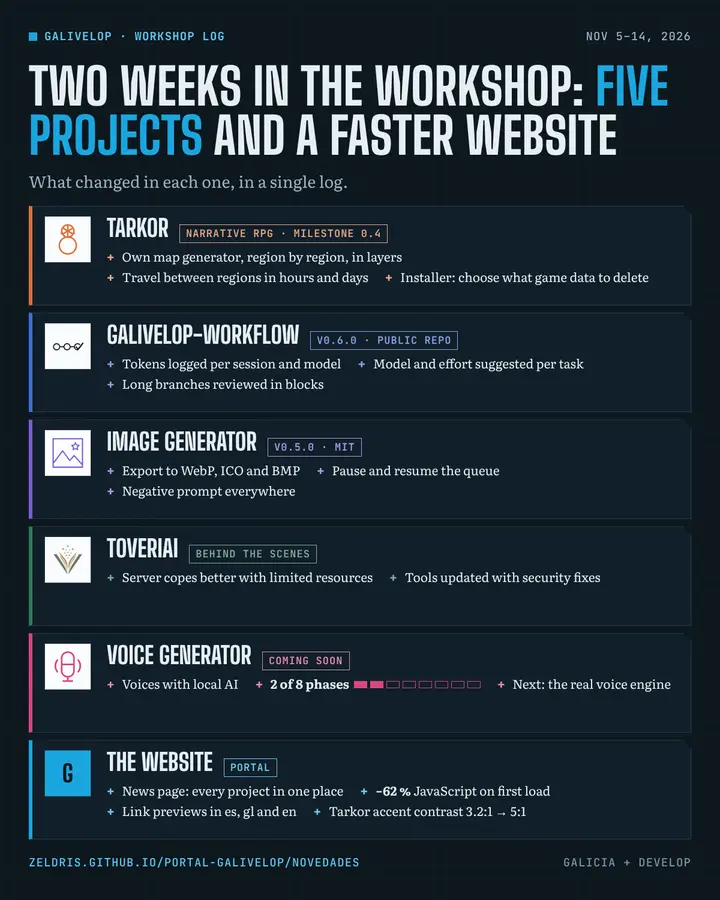 GALIVELOP · WORKSHOP LOG
NOV 5–14, 2026
TWO WEEKS IN THE WORKSHOP: FIVE
PROJECTS AND A FASTER WEBSITE
What changed in each one, in a single log.
TARKOR
NARRATIVE RPG · MILESTONE 0.4
+ Own map generator, region by region, in layers
+ Travel between regions in hours and days + Installer: choose what game data to delete
GALIVELOP-WORKFLOW
V0.6.0 · PUBLIC REPO
+ Tokens logged per session and model + Model and effort suggested per task
+ Long branches reviewed in blocks
IMAGE GENERATOR
V0.5.0 · MIT
+ Export to WebP, ICO and BMP + Pause and resume the queue
+ Negative prompt everywhere
TOVERIAI
BEHIND THE SCENES
+ Server copes better with limited resources + Tools updated with security fixes
VOICE GENERATOR
COMING SOON
+ Voices with local AI + 2 of 8 phases + Next: the real voice engine
G
THE WEBSITE
PORTAL
+ News page: every project in one place + −62 % JavaScript on first load
+ Link previews in es, gl and en + Tarkor accent contrast 3.2:1 → 5:1
ZELDRIS.GITHUB.IO/PORTAL-GALIVELOP/NOVEDADES
GALICIA + DEVELOP